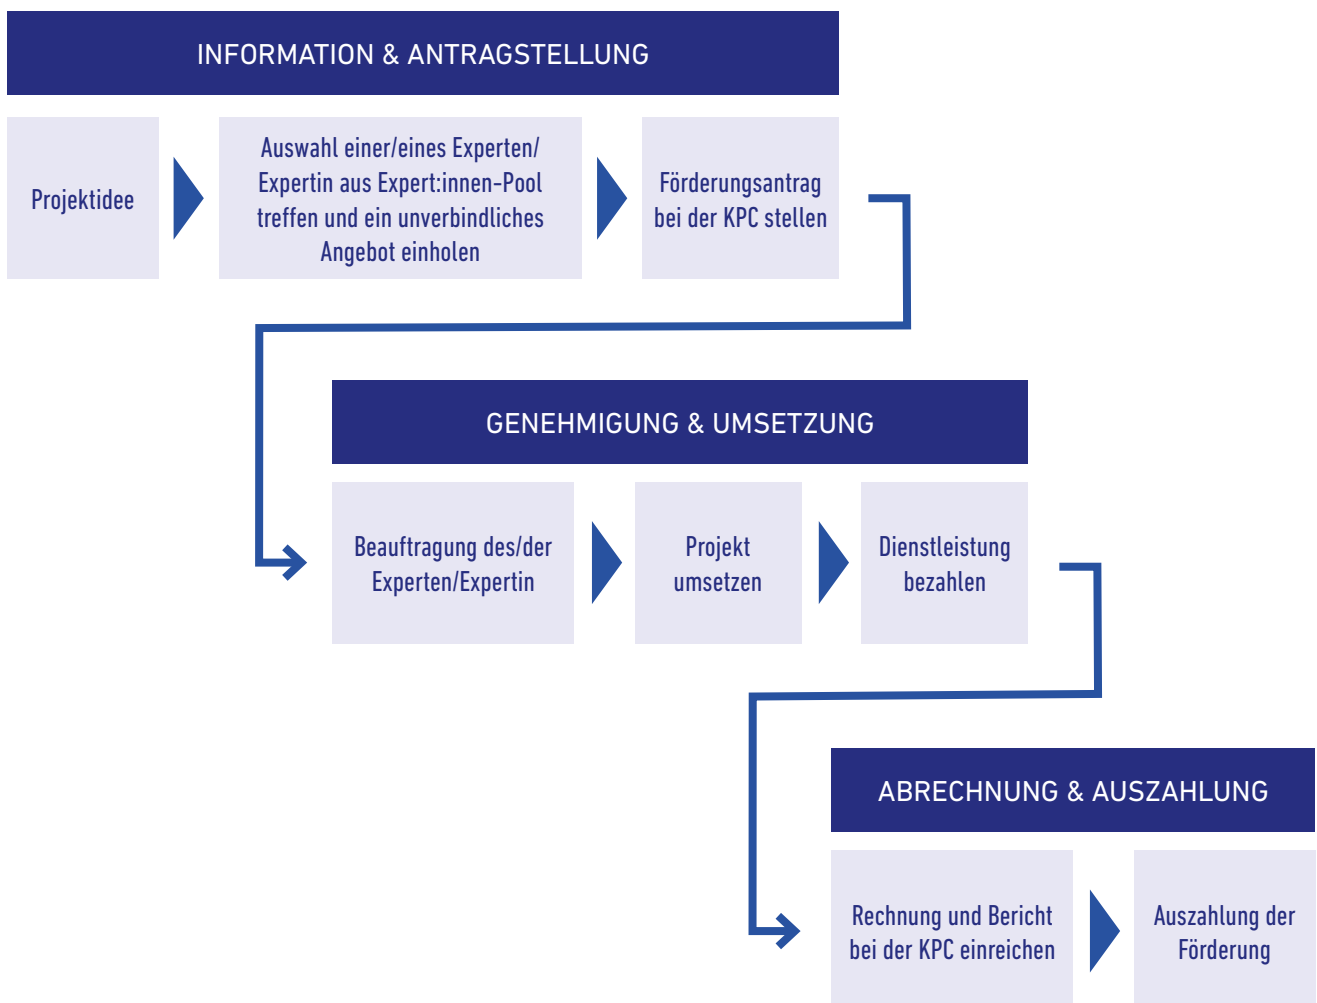 INFORMATION & ANTRAGSTELLUNG
Projektidee
Auswahl einer/eines Experten/
Expertin aus Expert:innen-Pool
treffen und ein unverbindliches
Angebot einholen
Förderungsantrag
bei der KPC stellen
GENEHMIGUNG & UMSETZUNG
Beauftragung des/der
Experten/Expertin
Projekt
umsetzen
Dienstleistung
bezahlen
ABRECHNUNG & AUSZAHLUNG
Rechnung und Bericht
bei der KPC einreichen
Auszahlung der
Förderung